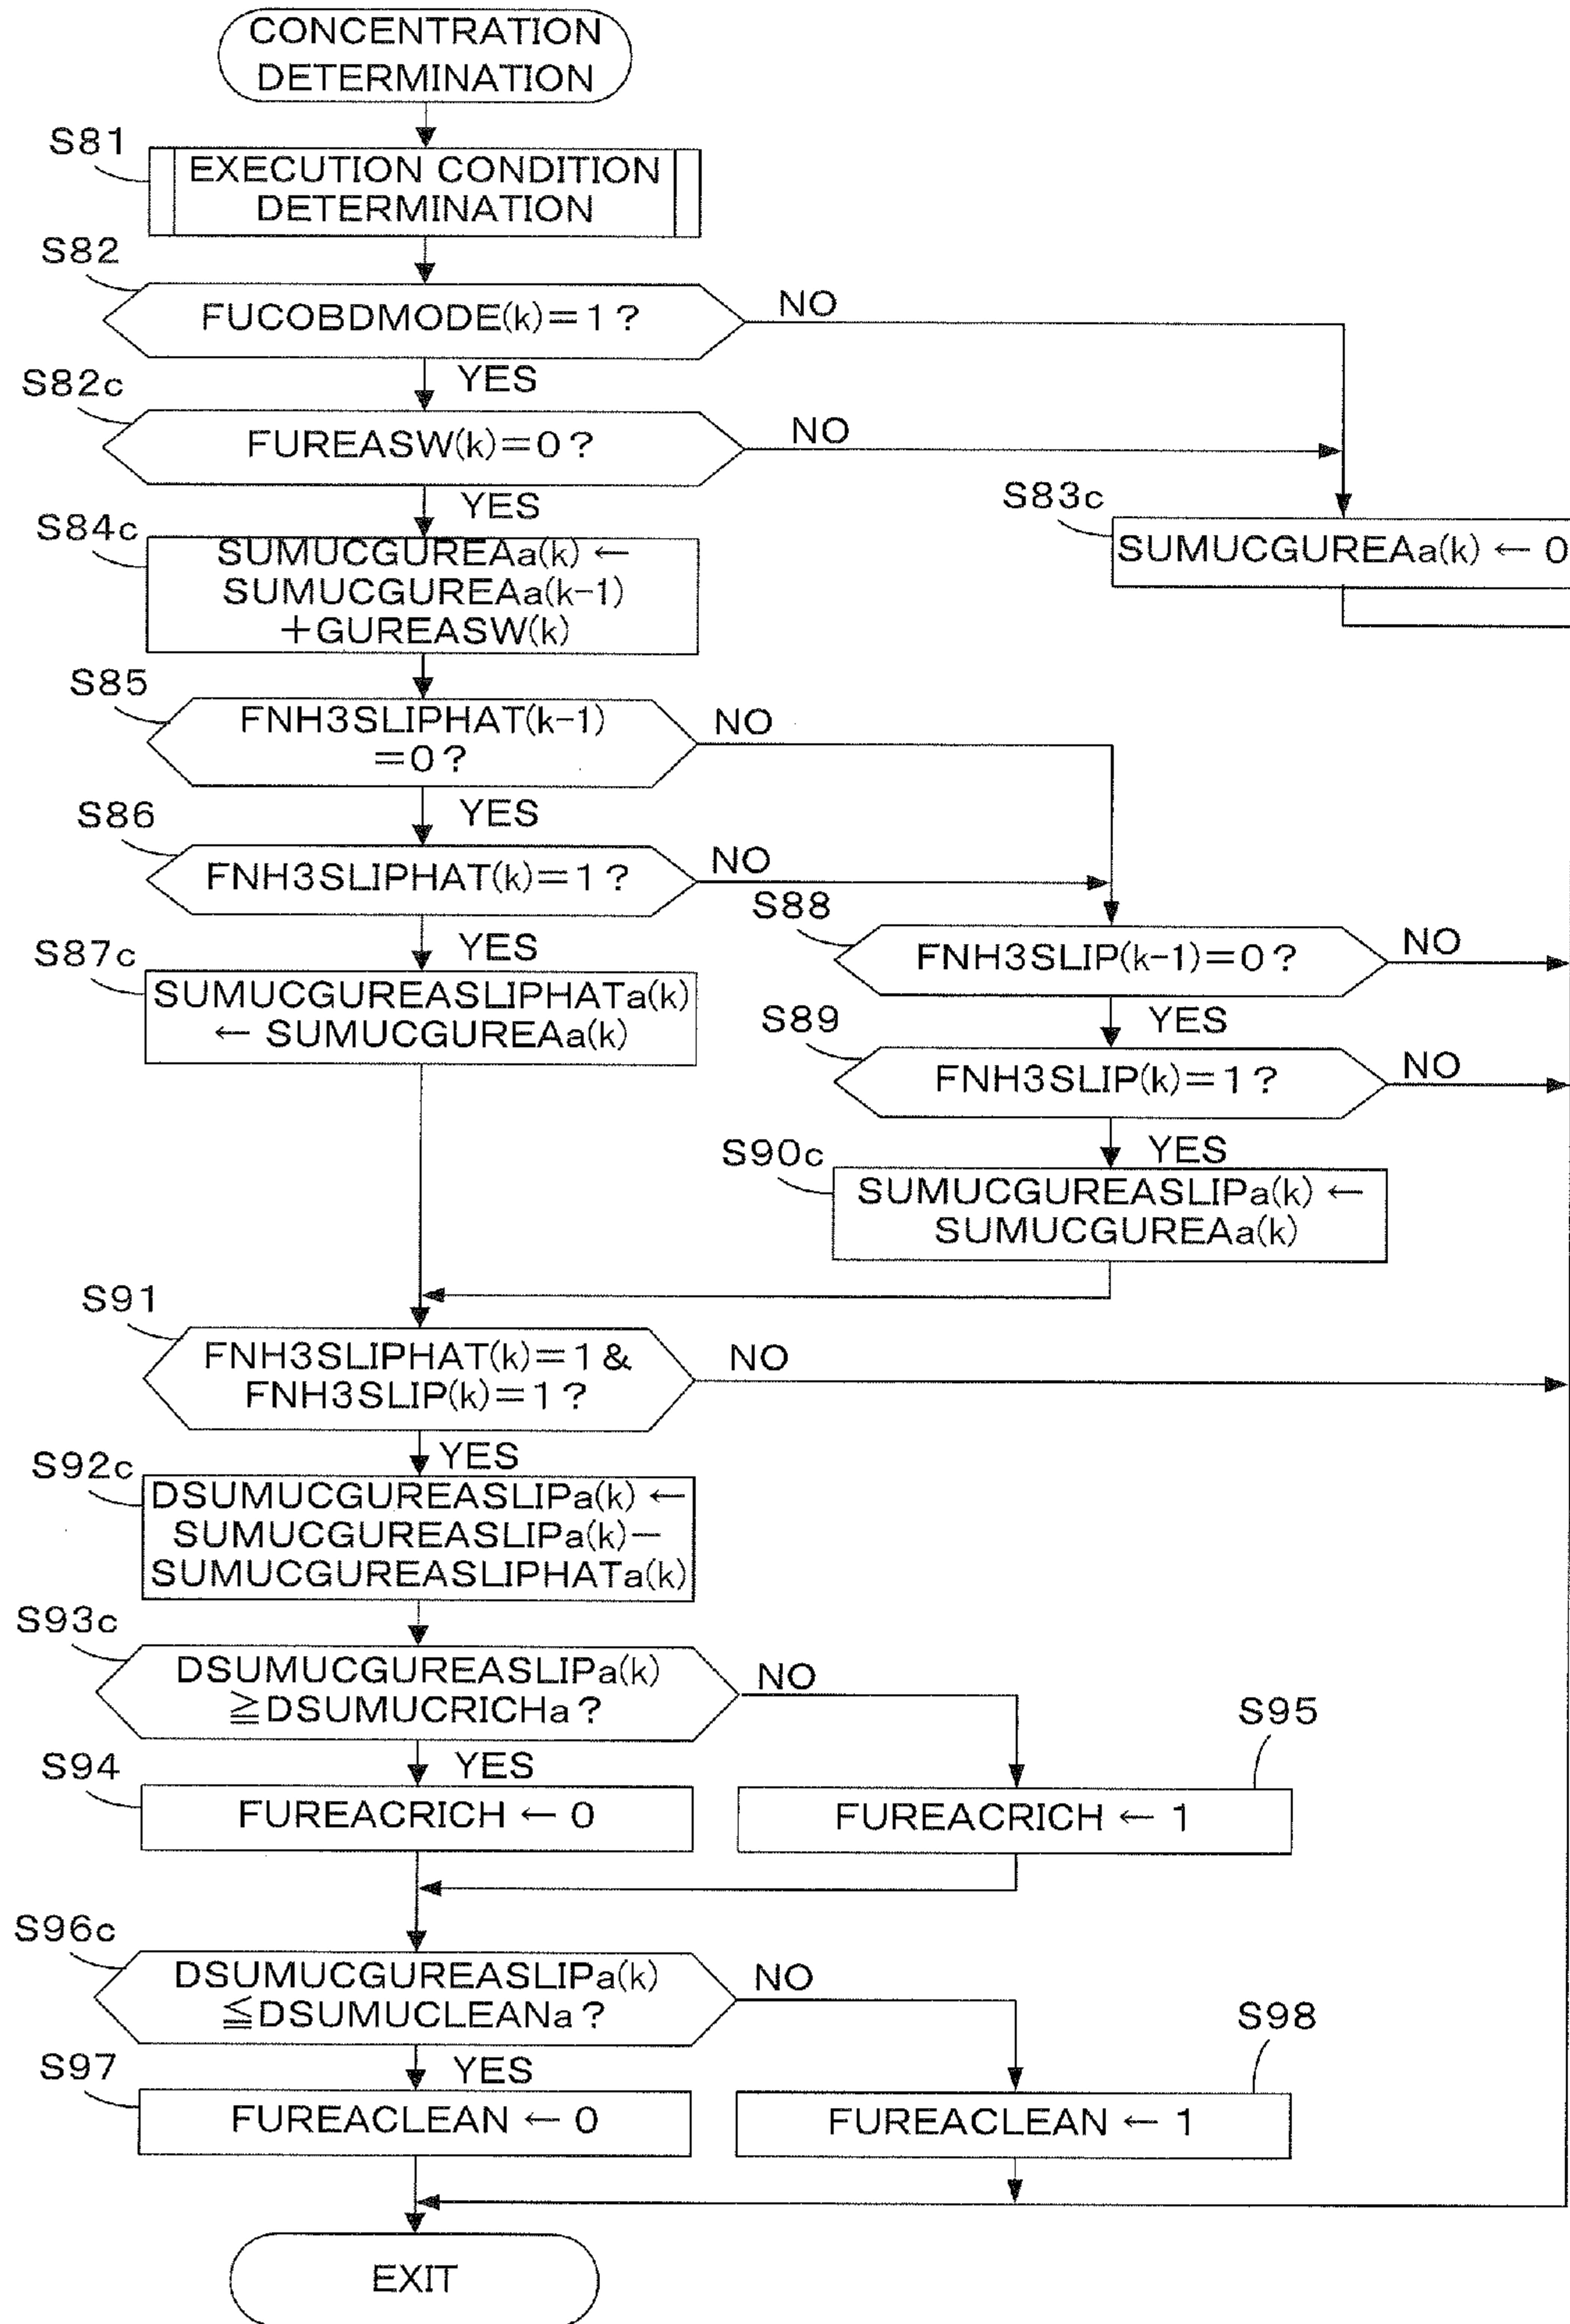 CONCENTRATION
DETERMINATION
S81
EXECUTION CONDITION
DETERMINATION
S82
FUCOBDMODE(k)=1?
NO
YES
S82c
FUREASW(k)=0?
NO
YES
S83c
SUMUCGUREAa(k) ← 0
S84c
SUMUCGUREAa(k) ←
SUMUCGUREAa(k-1)
+GUREASW(k)
S85
FNH3SLIPHAT(k-1)
=0?
NO
YES
S86
FNH3SLIPHAT(k)=1?
NO
YES
S87c
SUMUCGUREASLIPHATa(k)
← SUMUCGUREAa(k)
S88
FNH3SLIP(k-1)=0?
NO
YES
S89
FNH3SLIP(k)=1?
NO
YES
S90c
SUMUCGUREASLIPa(k) ←
SUMUCGUREAa(k)
S91
FNH3SLIPHAT(k)=1&
FNH3SLIP(k)=1?
NO
YES
S92c
DSUMUCGUREASLIPa(k) ←
SUMUCGUREASLIPa(k)-
SUMUCGUREASLIPHATa(k)
S93c
DSUMUCGUREASLIPa(k)
≧DSUMUCRICHa?
NO
YES
S94
FUREACRICH ← 0
S95
FUREACRICH ← 1
S96c
DSUMUCGUREASLIPa(k)
≦DSUMUCLEANa?
NO
YES
S97
FUREACLEAN ← 0
S98
FUREACLEAN ← 1
EXIT